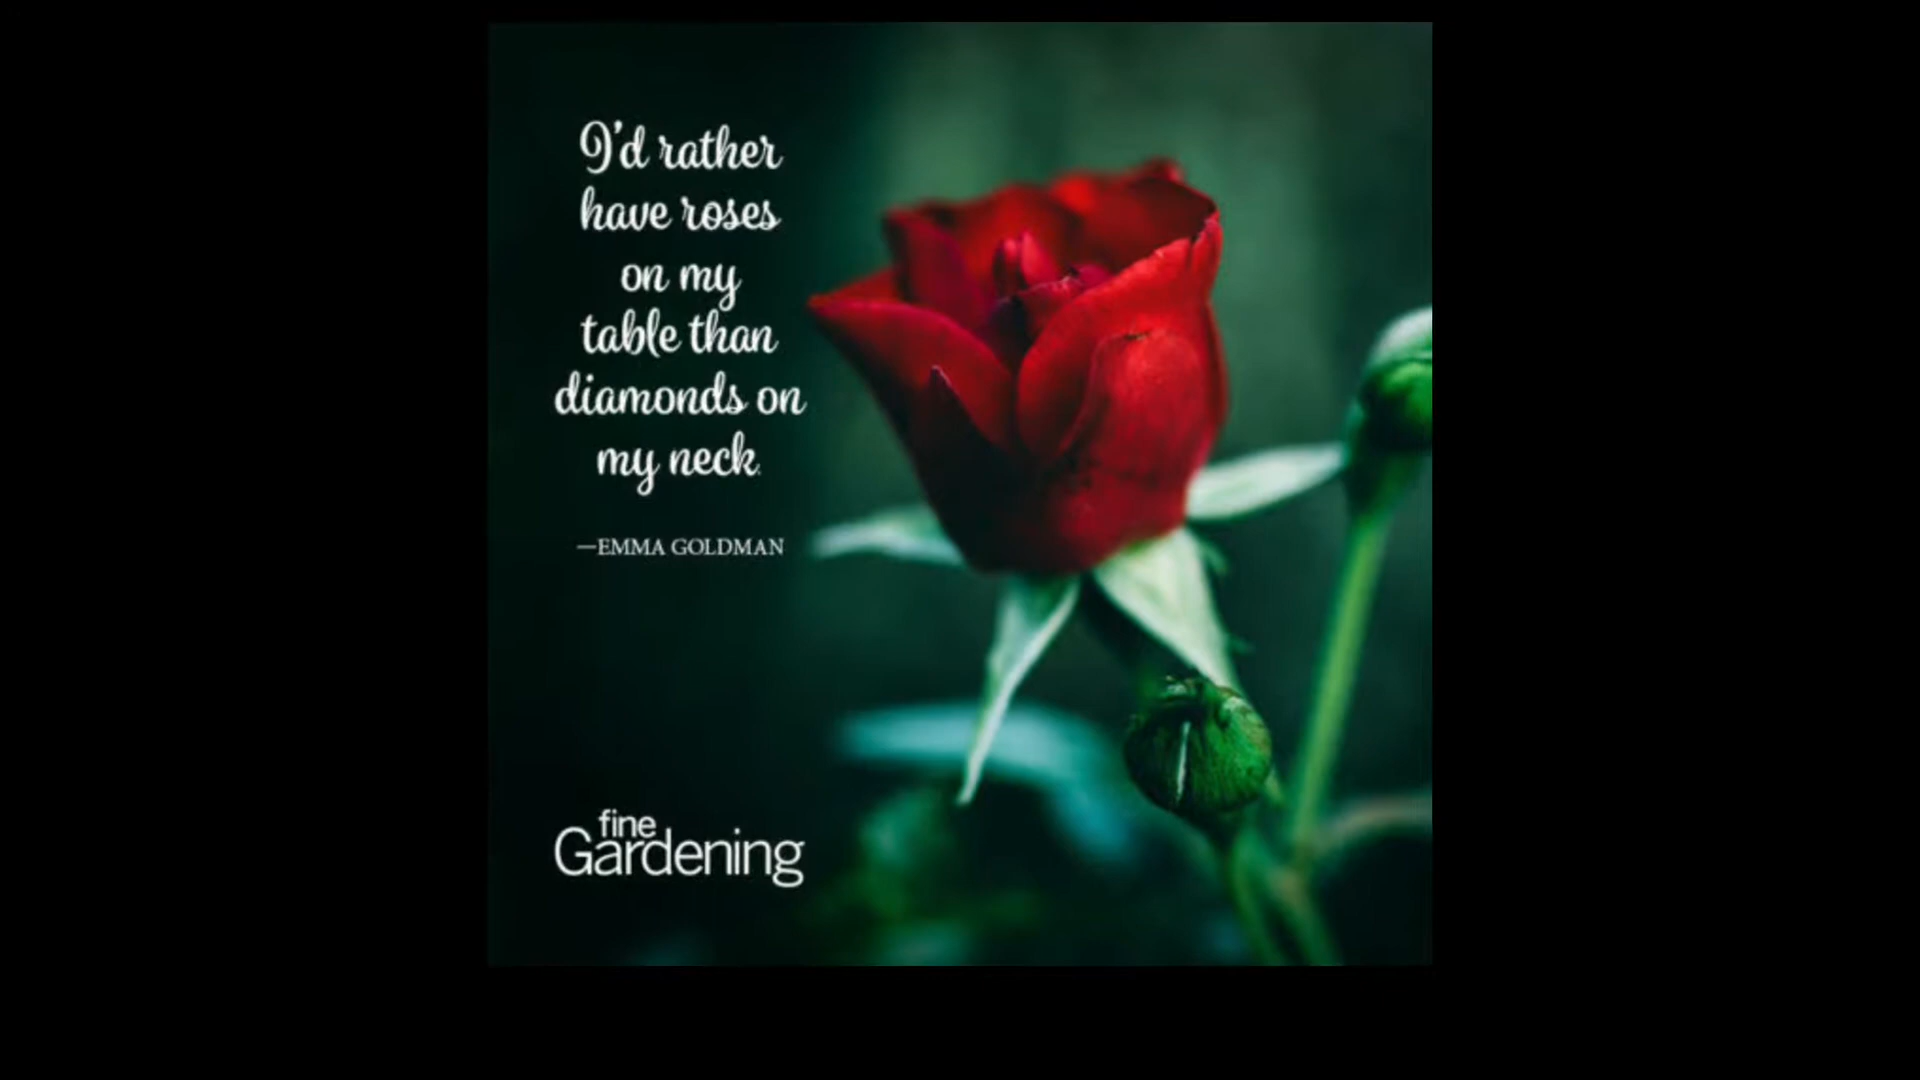 I'd rather
have roses
on my
table than
diamonds on
my neck.
—EMMA GOLDMAN
fine
Gardening